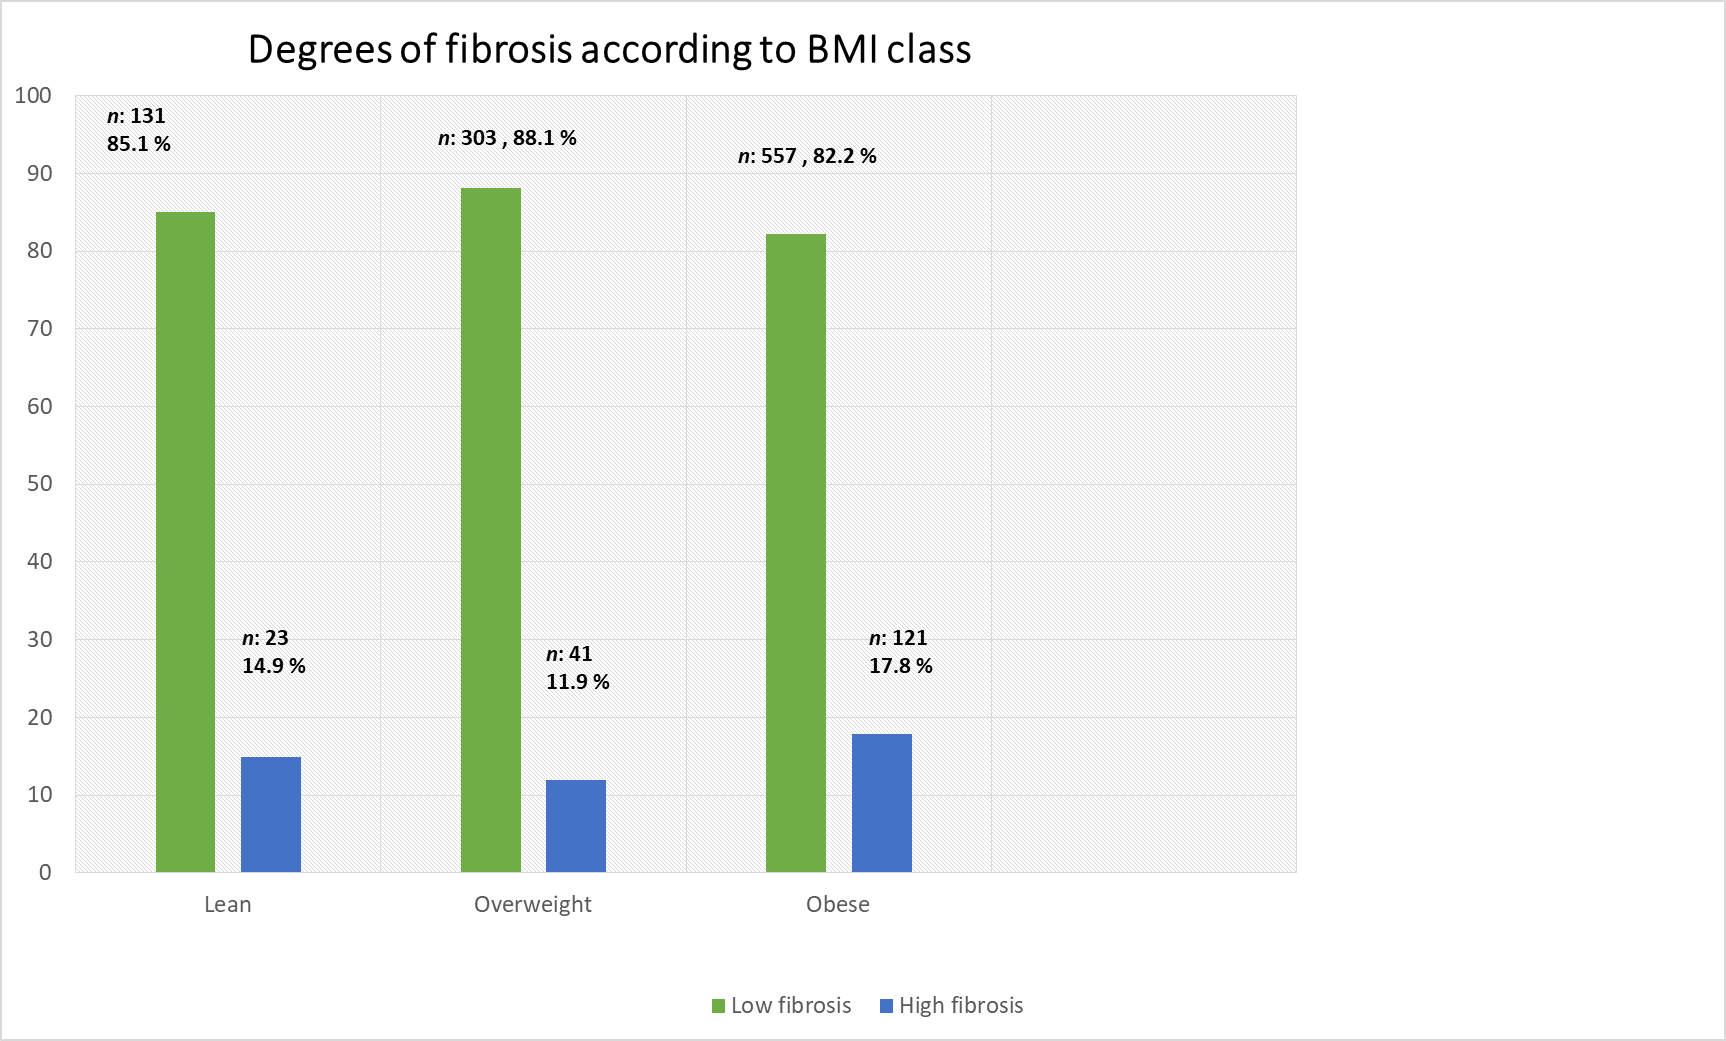 Degrees of fibrosis according to BMI class
100
90
80
70
60
50
40
30
20
10
0
n: 131
85.1 %
n: 303 , 88.1 %
n: 557 , 82.2 %
n: 23
14.9 %
n: 41
11.9 %
n: 121
17.8 %
Lean Overweight Obese
Low fibrosis High fibrosis